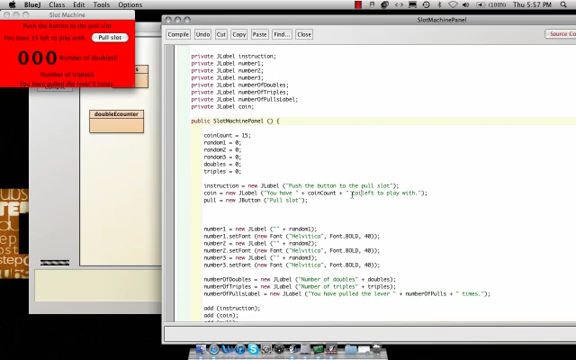 BlueJ Edit Tools Window Help
(100%) Thu 5:57 PM
Slot Machine
Push the button to the pull slot
You have 15 left to play with.
Pull slot
000
Number of doubles0
Number of triples0
You have pulled the lever 0 times.
doubleEcounter
SlotMachinePanel
Compile
Undo
Cut
Copy
Paste
Find...
Close
private JLabel instruction;
private JLabel number1;
private JLabel number2;
private JLabel number3;
private JLabel numberOfDoubles;
private JLabel numberOfTriples;
private JLabel numberOfPullsLabel;
private JLabel coin;
public SlotMachinePanel () {
coinCount = 15;
random1 = 0;
random2 = 0;
random3 = 0;
doubles = 0;
triples = 0;
instruction = new JLabel ("Push the button to the pull slot");
coin = new JLabel ("You have " + coinCount + " coi left to play with.");
pull = new JButton ("Pull slot");
number1 = new JLabel ("" + random1);
number1.setFont (new Font ("Helvitica", Font.BOLD, 40));
number2 = new JLabel ("" + random2);
number2.setFont (new Font ("Helvitica", Font.BOLD, 40));
number3 = new JLabel ("" + random3);
number3.setFont (new Font ("Helvitica", Font.BOLD, 40));
numberOfDoubles = new JLabel ("Number of doubles" + doubles);
numberOfTriples = new JLabel ("Number of triples" + triples);
numberOfPullsLabel = new JLabel ("You have pulled the lever " + numberOfPulls + " times.");
add (instruction);
add (coin);